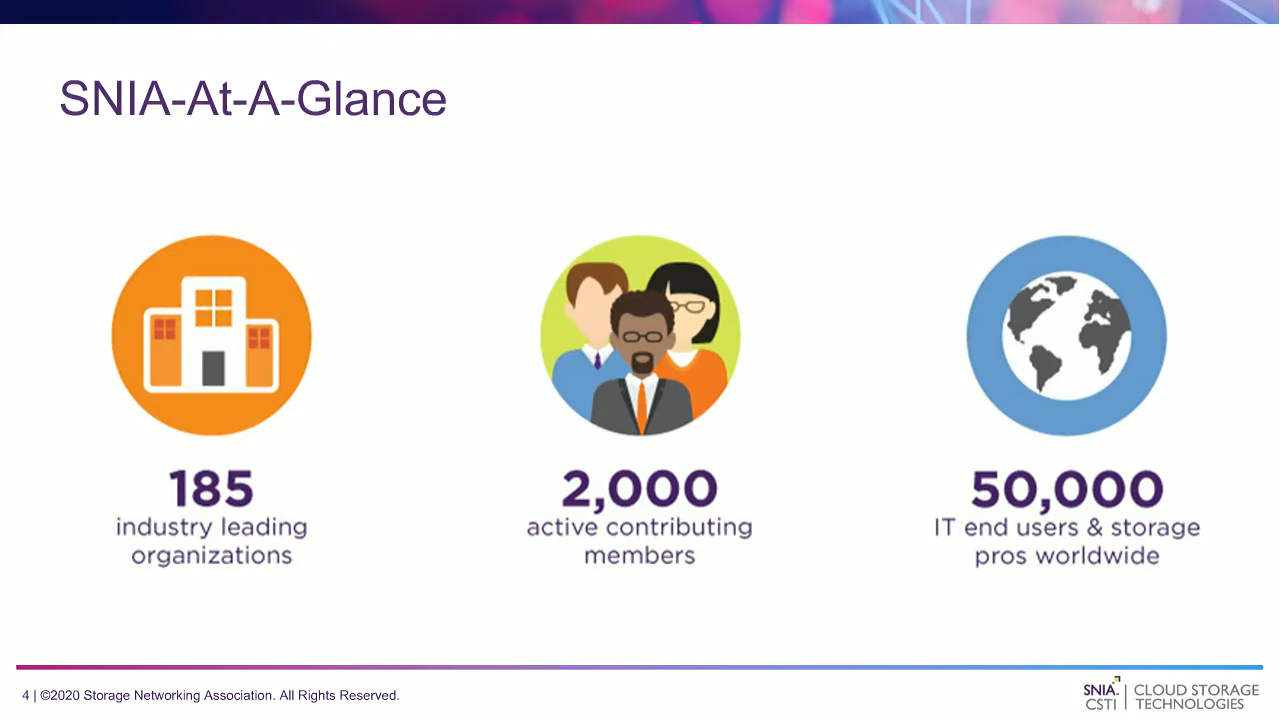 SNIA-At-A-Glance
185
industry leading
organizations
2,000
active contributing
members
50,000
IT end users & storage
pros worldwide
4 | ©2020 Storage Networking Association. All Rights Reserved.
SNIA.
CSTI
CLOUD STORAGE
TECHNOLOGIES